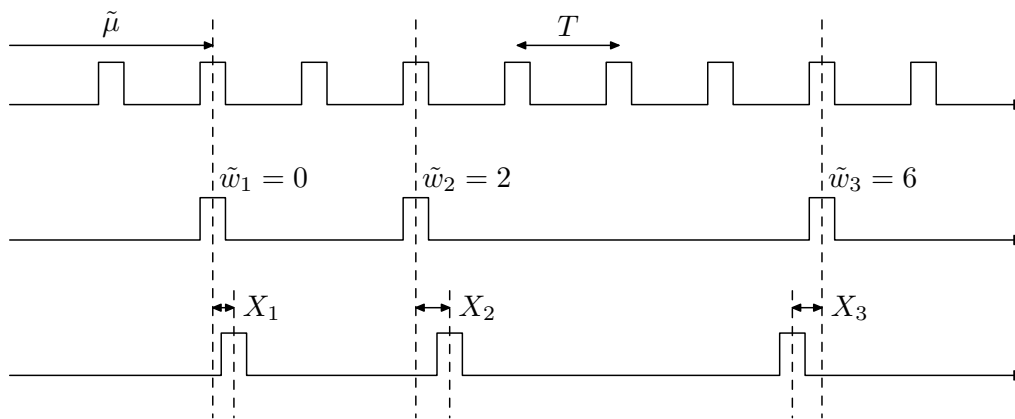 μ̃ T
w̃₁ = 0 w̃₂ = 2 w̃₃ = 6
X₁ X₂ X₃